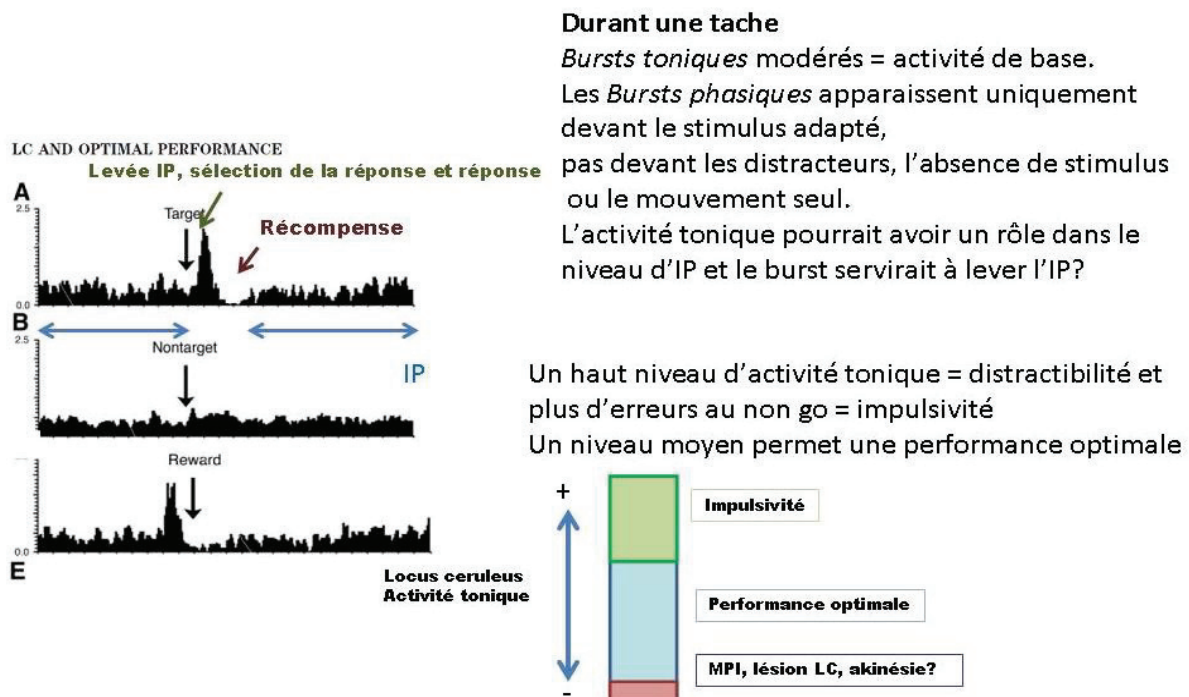 Durant une tache
Bursts toniques modérés = activité de base.
Les Bursts phasiques apparaissent uniquement
devant le stimulus adapté,
pas devant les distracteurs, l'absence de stimulus
ou le mouvement seul.
L'activité tonique pourrait avoir un rôle dans le
niveau d'IP et le burst servirait à lever l'IP?
LC AND OPTIMAL PERFORMANCE
Levée IP, sélection de la réponse et réponse
A
2.5
Target
Récompense
0.0
B
2.5
Nontarget
IP
Reward
0.0
E
Un haut niveau d'activité tonique = distractibilité et
plus d'erreurs au non go = impulsivité
Un niveau moyen permet une performance optimale
+
Impulsivité
Locus ceruleus
Activité tonique
Performance optimale
MPI, lésion LC, akinésie?
-